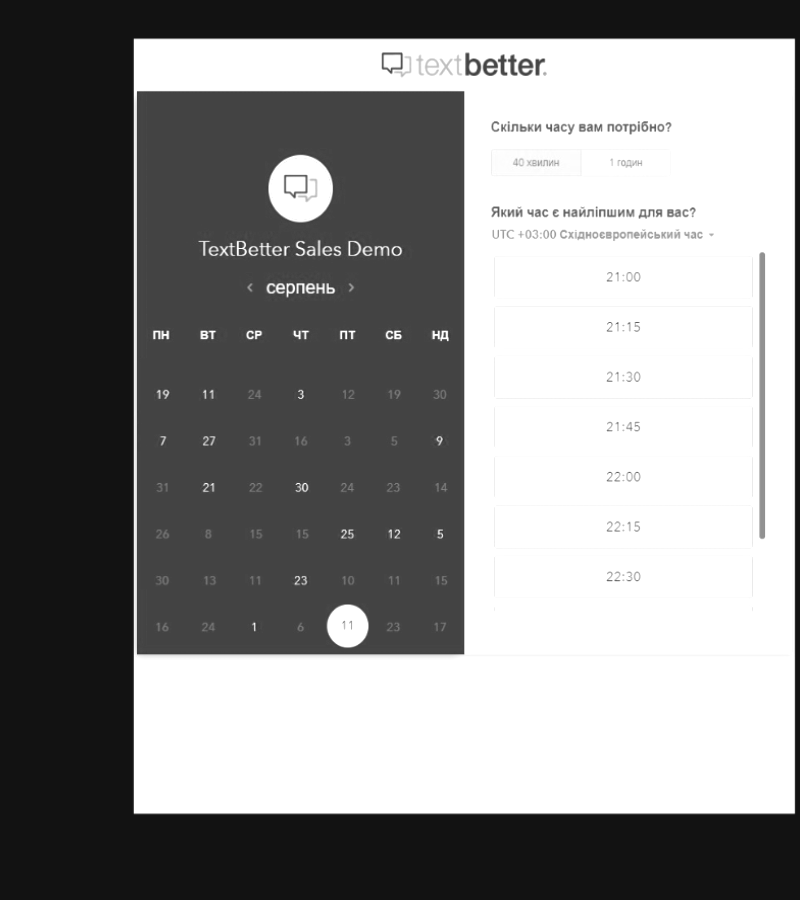 textbetter.
TextBetter Sales Demo
< серпень >
ПН ВТ СР ЧТ ПТ СБ НД
19 11 24 3 12 19 30
7 27 31 16 3 5 9
31 21 22 30 24 23 14
26 8 15 15 25 12 5
30 13 11 23 10 11 15
16 24 1 6 11 23 17
Скільки часу вам потрібно?
40 хвилин 1 годин
Який час є найліпшим для вас?
UTC +03:00 Східноєвропейський час
21:00
21:15
21:30
21:45
22:00
22:15
22:30